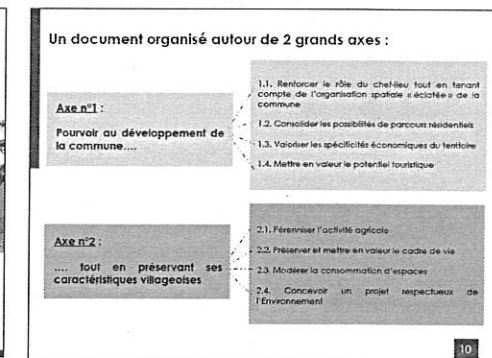 Un document organisé autour de 2 grands axes :
Axe n°1 :
Pourvoir au développement de
la commune....
1.1. Renforcer le rôle du chef-lieu tout en tenant
compte de l'organisation spatiale « éclatée » de la
commune
1.2. Consolider les possibilités de parcours résidentiels
1.3. Valoriser les spécificités économiques du territoire
1.4. Mettre en valeur le potentiel touristique
Axe n°2 :
.... tout en préservant ses
caractéristiques villageoises
2.1. Pérenniser l'activité agricole
2.2. Préserver et mettre en valeur le cadre de vie
2.3. Modérer la consommation d'espaces
2.4. Concevoir un projet respectueux de
l'Environnement
10